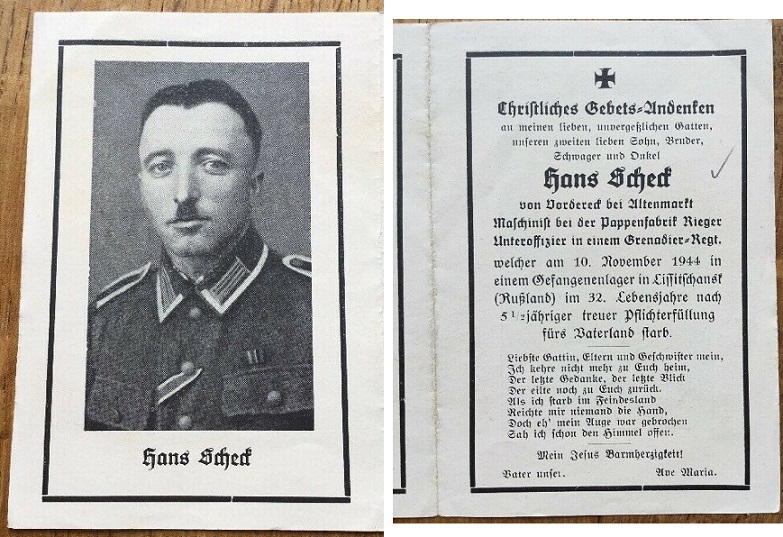 Hans Scheck
Christliches Gebets-Andenken
an meinen lieben, unvergeßlichen Gatten,
unseren zweiten lieben Sohn, Bruder,
Schwager und Onkel
Hans Scheck
von Vordereck bei Altenmarkt
Maschinist bei der Pappenfabrik Rieger
Unteroffizier in einem Grenadier-Regt.
welcher am 10. November 1944 in
einem Gefangenenlager in Lissitschansk
(Rußland) im 32. Lebensjahre nach
5 1/2jähriger treuer Pflichterfüllung
fürs Vaterland starb.
Liebste Gattin, Eltern und Geschwister mein,
Ich kehre nicht mehr zu Euch heim,
Der letzte Gedanke, der letzte Blick
Der eilte noch zu Euch zurück.
Als ich starb im Feindesland
Reichte mir niemand die Hand,
Doch eh' mein Auge war gebrochen
Sah ich schon den Himmel offen.
Mein Jesus Barmherzigkeit!
Vater unser. Ave Maria.